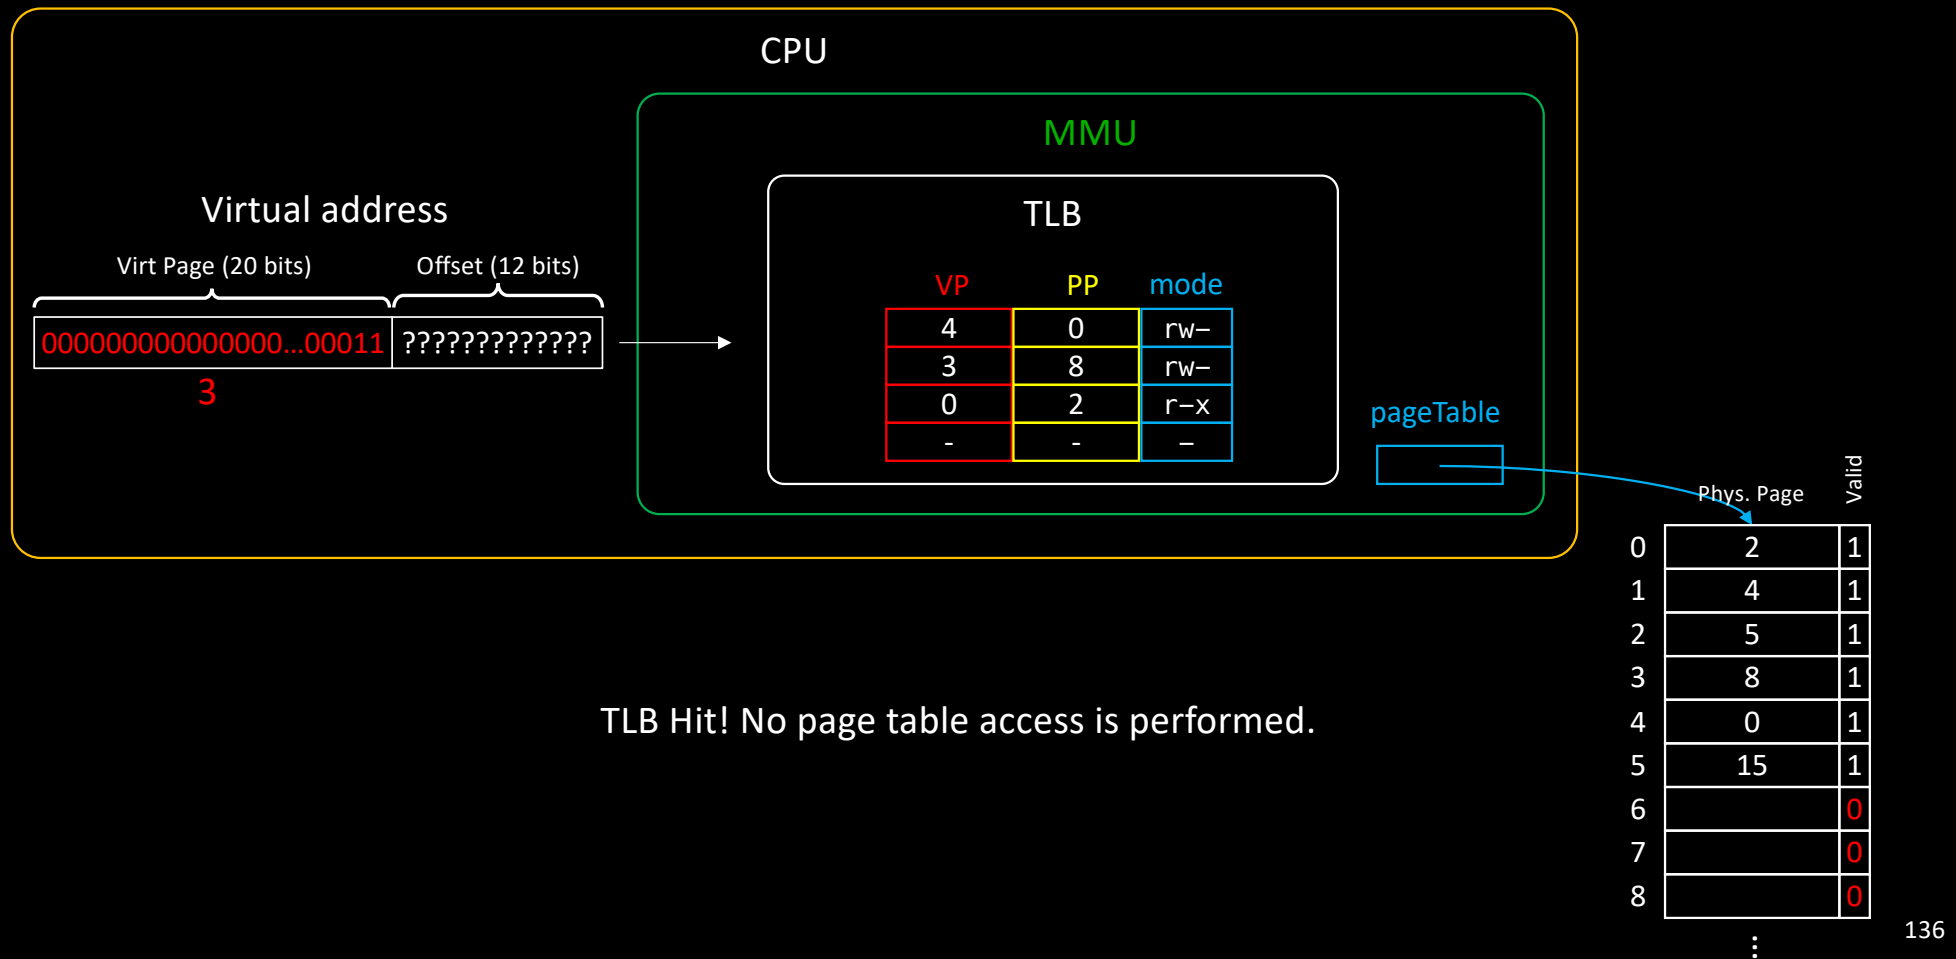 CPU
MMU
Virtual address
TLB
Virt Page (20 bits) Offset (12 bits)
VP PP mode
000000000000000...00011 ?????????????
3
4 0 rw–
3 8 rw–
0 2 r–x
- - –
pageTable
Phys. Page Valid
0 2 1
1 4 1
2 5 1
3 8 1
4 0 1
5 15 1
6 0
7 0
8 0
⋮
TLB Hit! No page table access is performed.
136